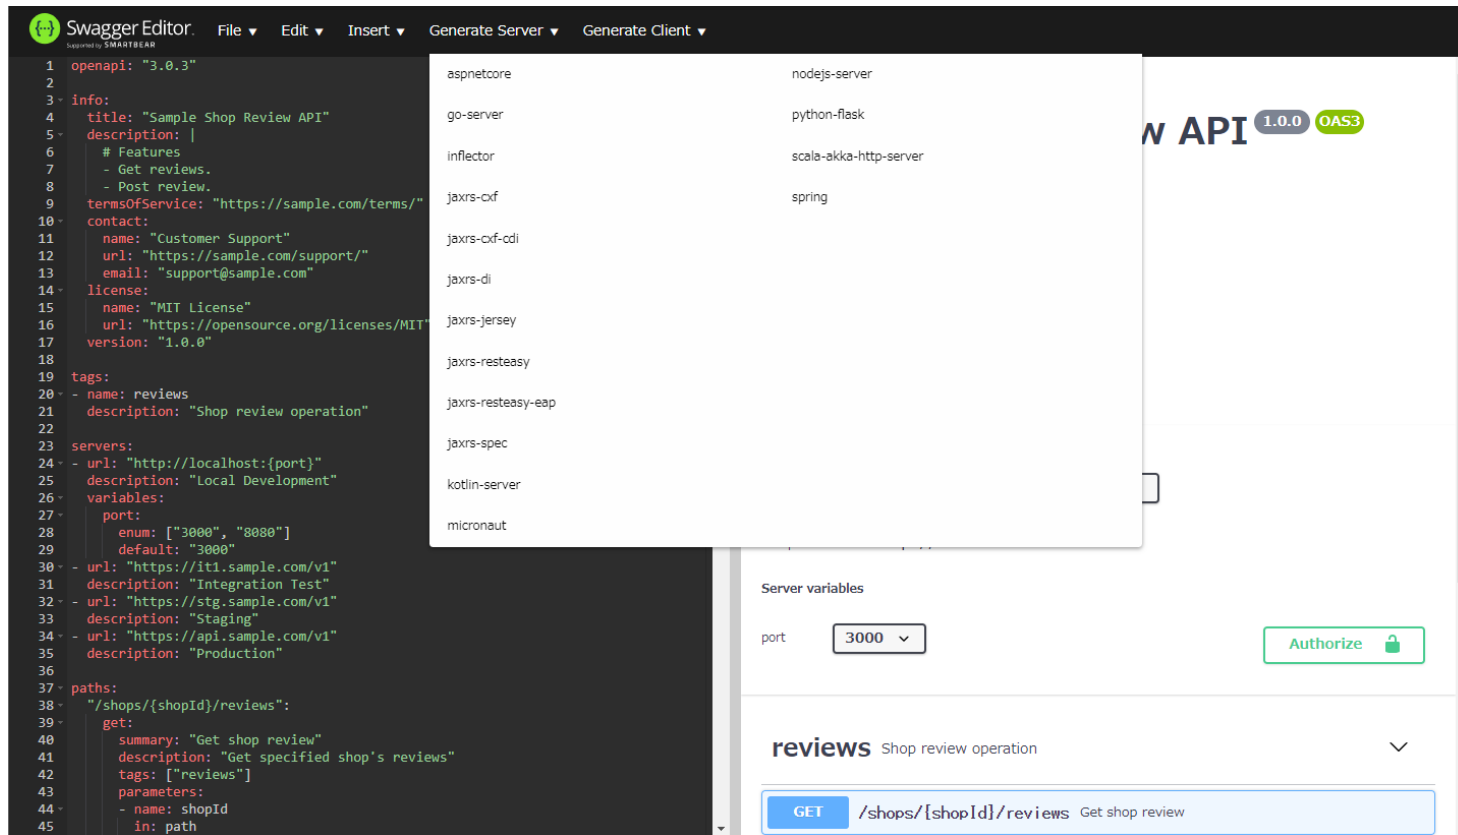 Swagger Editor.
Supported by SMARTBEAR
File ▾ Edit ▾ Insert ▾ Generate Server ▾ Generate Client ▾
1 openapi: "3.0.3"
2
3 info:
4 title: "Sample Shop Review API"
5 description: |
6 # Features
7 - Get reviews.
8 - Post review.
9 termsOfService: "https://sample.com/terms/"
10 contact:
11 name: "Customer Support"
12 url: "https://sample.com/support/"
13 email: "support@sample.com"
14 license:
15 name: "MIT License"
16 url: "https://opensource.org/licenses/MIT"
17 version: "1.0.0"
18
19 tags:
20 - name: reviews
21 description: "Shop review operation"
22
23 servers:
24 - url: "http://localhost:{port}"
25 description: "Local Development"
26 variables:
27 port:
28 enum: ["3000", "8080"]
29 default: "3000"
30 - url: "https://it1.sample.com/v1"
31 description: "Integration Test"
32 - url: "https://stg.sample.com/v1"
33 description: "Staging"
34 - url: "https://api.sample.com/v1"
35 description: "Production"
36
37 paths:
38 "/shops/{shopId}/reviews":
39 get:
40 summary: "Get shop review"
41 description: "Get specified shop's reviews"
42 tags: ["reviews"]
43 parameters:
44 - name: shopId
45 in: path
aspnetcore
go-server
inflector
jaxrs-cxf
jaxrs-cxf-cdi
jaxrs-di
jaxrs-jersey
jaxrs-resteasy
jaxrs-resteasy-eap
jaxrs-spec
kotlin-server
micronaut
nodejs-server
python-flask
scala-akka-http-server
spring
API 1.0.0 OAS3
Server variables
port 3000
Authorize
reviews Shop review operation
GET /shops/{shopId}/reviews Get shop review